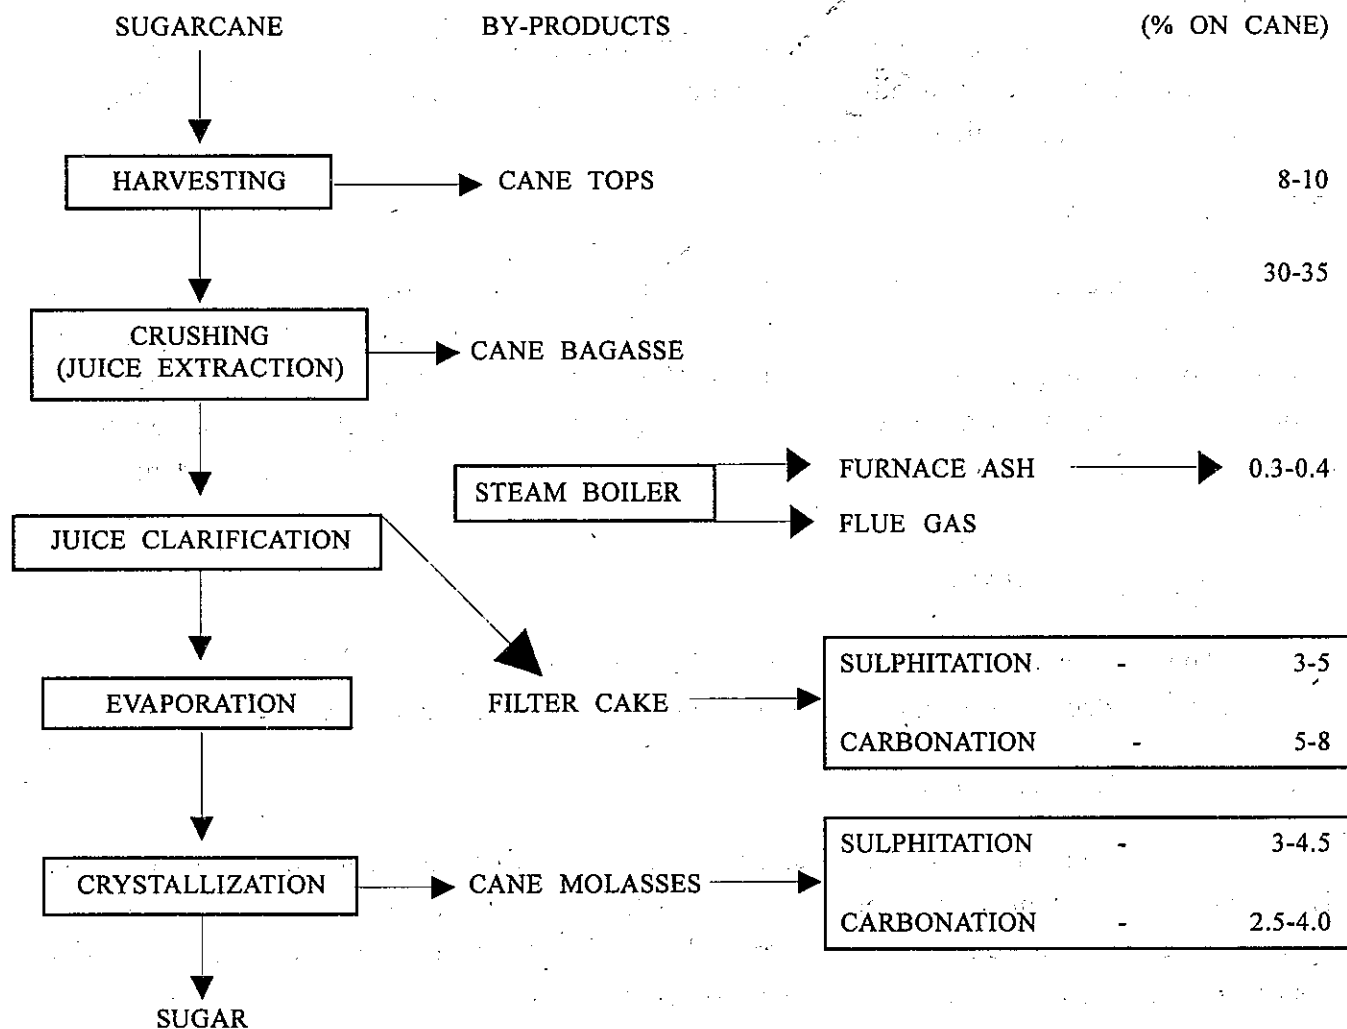 SUGARCANE BY-PRODUCTS (% ON CANE)
HARVESTING CANE TOPS 8-10
30-35
CRUSHING
(JUICE EXTRACTION) CANE BAGASSE
STEAM BOILER FURNACE ASH 0.3-0.4
FLUE GAS
JUICE CLARIFICATION
SULPHITATION - 3-5
EVAPORATION FILTER CAKE
CARBONATION - 5-8
SULPHITATION - 3-4.5
CRYSTALLIZATION CANE MOLASSES
CARBONATION - 2.5-4.0
SUGAR